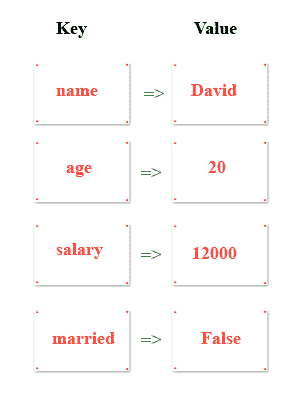 Key Value
name => David
age => 20
salary => 12000
married => False